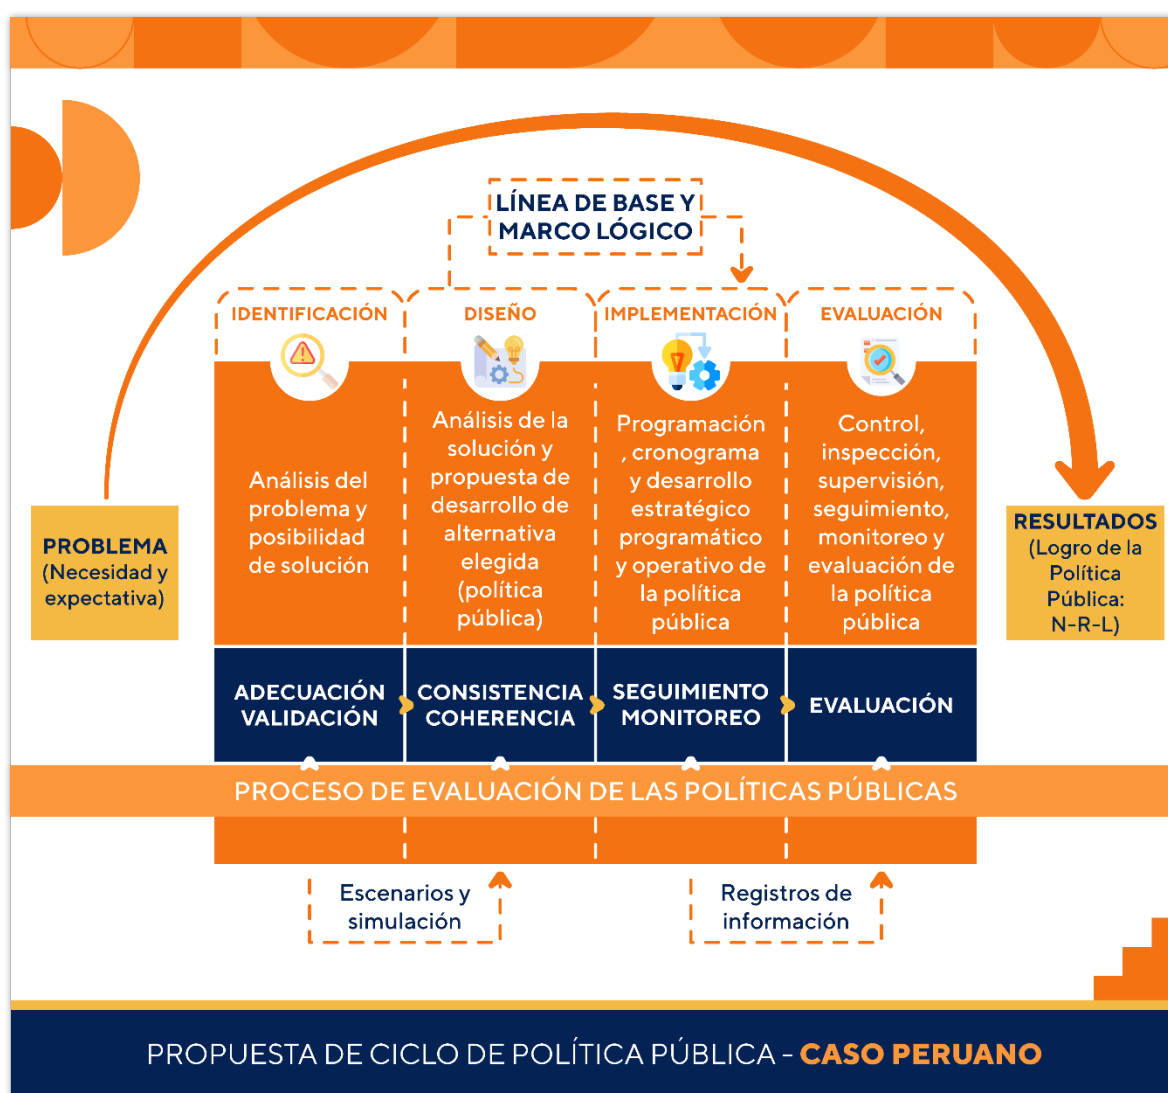 LÍNEA DE BASE Y
MARCO LÓGICO
IDENTIFICACIÓN
DISEÑO
IMPLEMENTACIÓN
EVALUACIÓN
PROBLEMA
(Necesidad y
expectativa)
Análisis del
problema y
posibilidad
de solución
Análisis de la
solución y
propuesta de
desarrollo de
alternativa
elegida
(política
pública)
Programación
, cronograma
y desarrollo
estratégico
programático
y operativo de
la política
pública
Control,
inspección,
supervisión,
seguimiento,
monitoreo y
evaluación de
la política
pública
RESULTADOS
(Logro de la
Política
Pública:
N-R-L)
ADECUACIÓN
VALIDACIÓN
CONSISTENCIA
COHERENCIA
SEGUIMIENTO
MONITOREO
EVALUACIÓN
PROCESO DE EVALUACIÓN DE LAS POLÍTICAS PÚBLICAS
Escenarios y
simulación
Registros de
información
PROPUESTA DE CICLO DE POLÍTICA PÚBLICA - CASO PERUANO